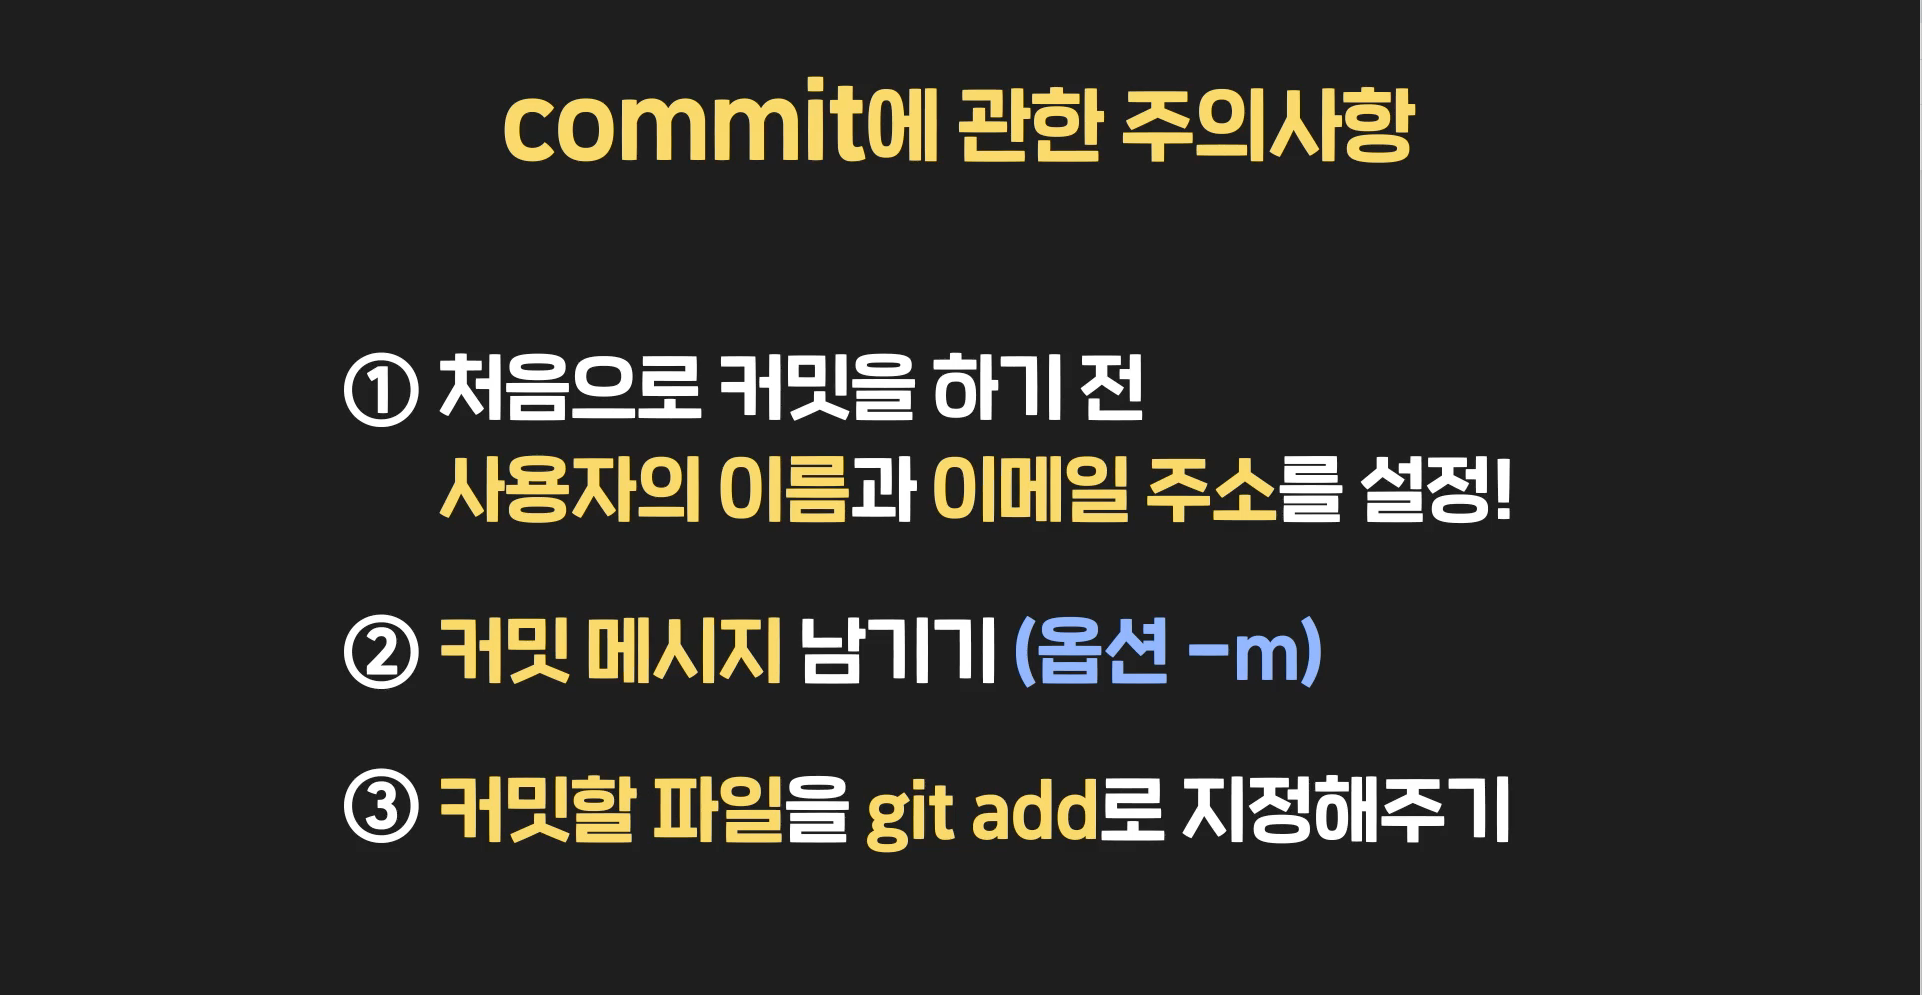 commit에 관한 주의사항
① 처음으로 커밋을 하기 전
사용자의 이름과 이메일 주소를 설정!
② 커밋 메시지 남기기 (옵션 -m)
③ 커밋할 파일을 git add로 지정해주기